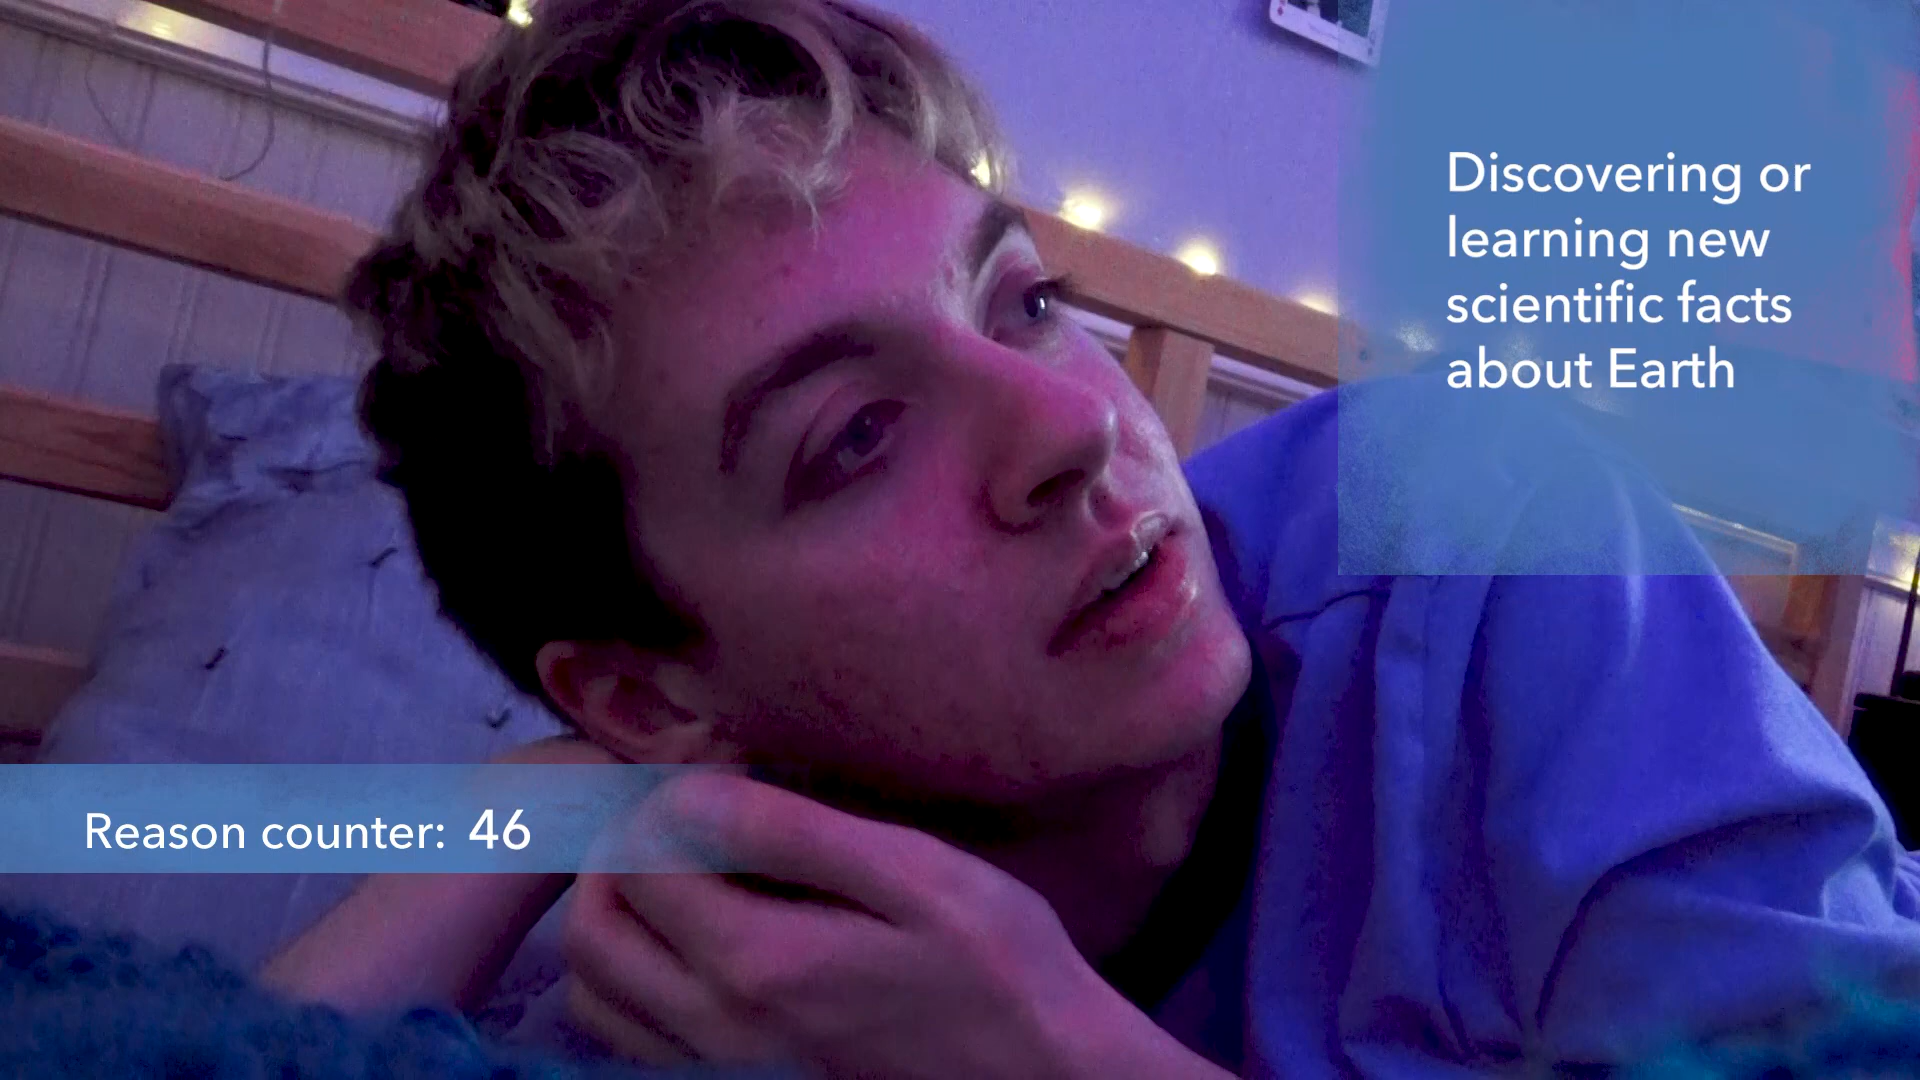 Discovering or
learning new
scientific facts
about Earth
Reason counter: 46